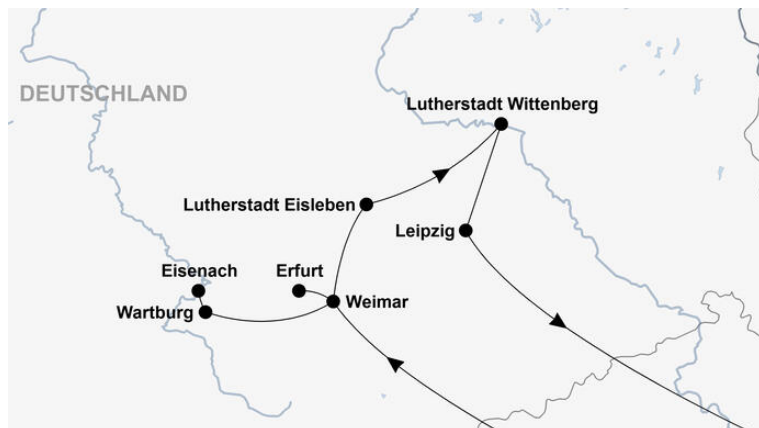 DEUTSCHLAND
Lutherstadt Wittenberg
Lutherstadt Eisleben
Leipzig
Eisenach
Erfurt
Wartburg
Weimar